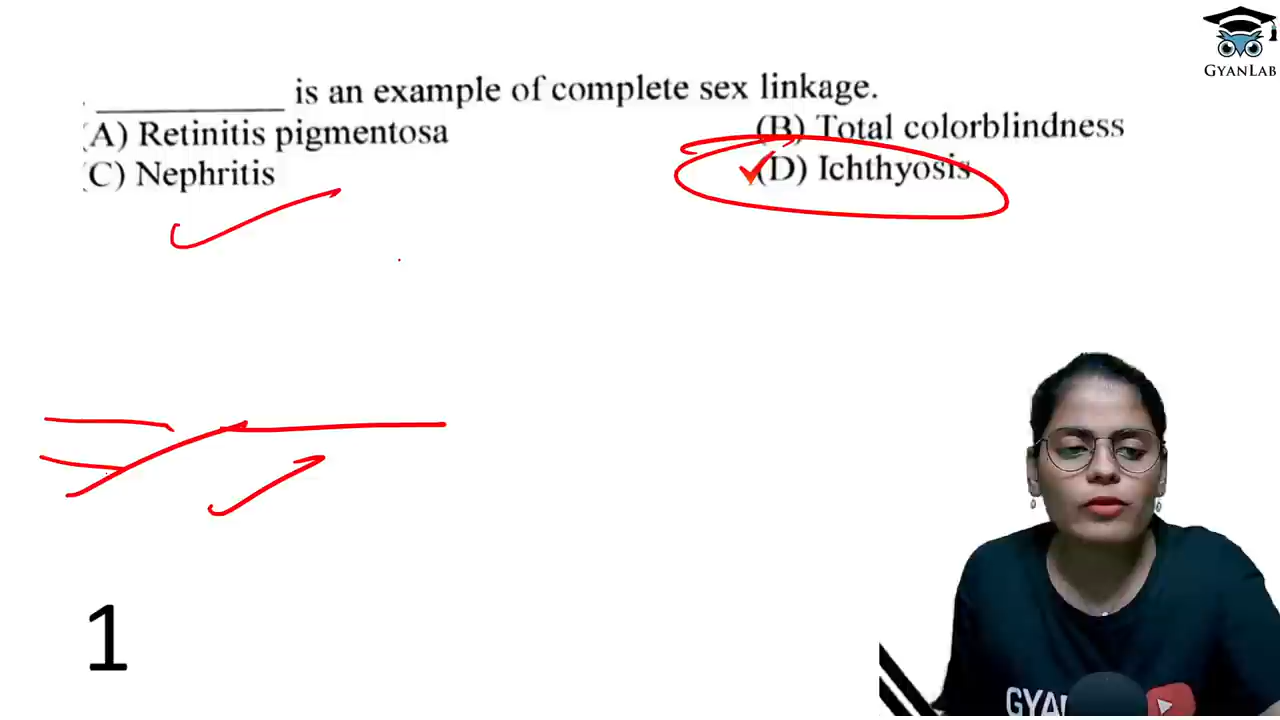 GYANLAB
__________ is an example of complete sex linkage.
(A) Retinitis pigmentosa (B) Total colorblindness
(C) Nephritis (D) Ichthyosis
1